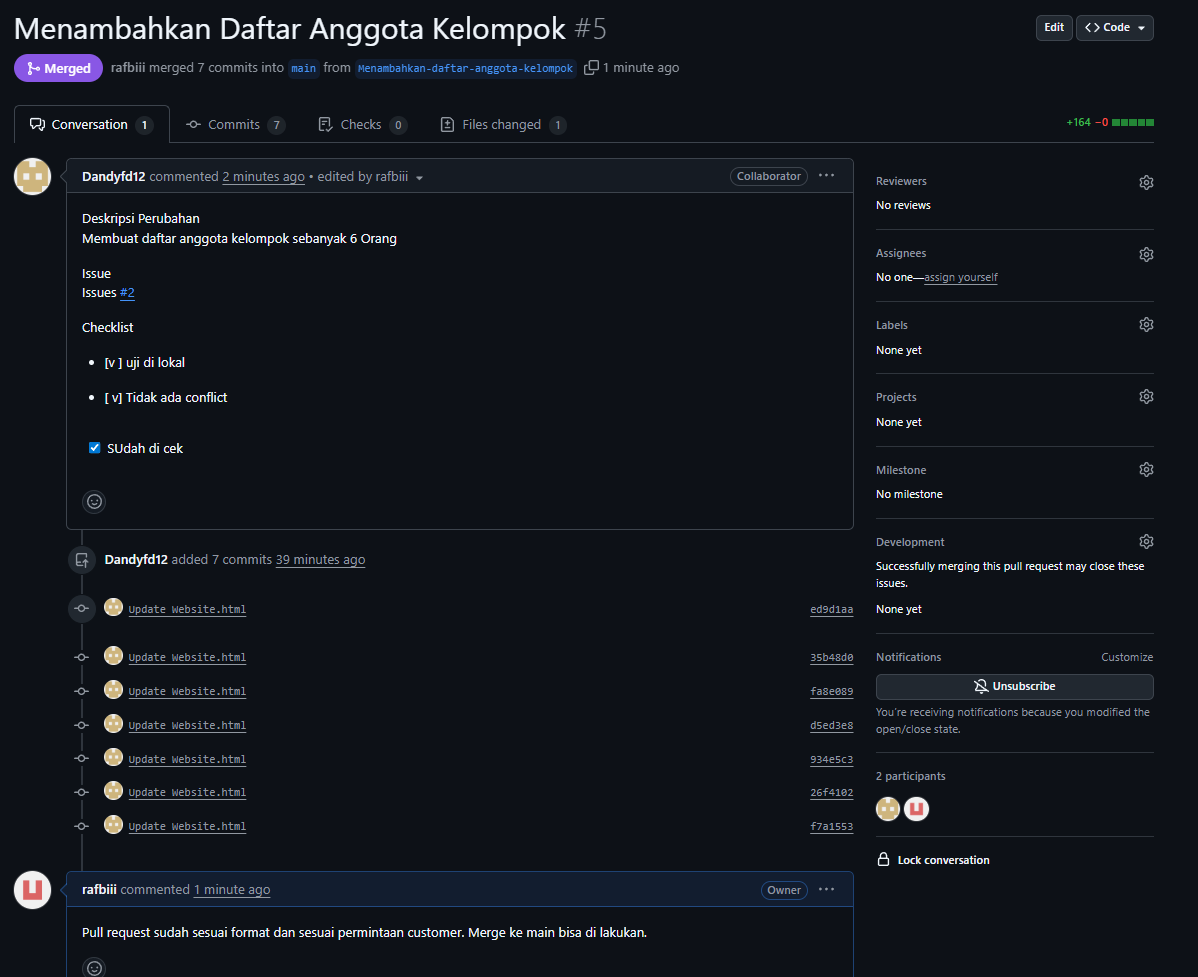 Menambahkan Daftar Anggota Kelompok #5
Edit
<> Code
Merged
rafbiii merged 7 commits into main from Menambahkan-daftar-anggota-kelompok 1 minute ago
Conversation 1
Commits 7
Checks 0
Files changed 1
+164 −0
Dandyfd12 commented 2 minutes ago • edited by rafbiii
Collaborator
Deskripsi Perubahan
Membuat daftar anggota kelompok sebanyak 6 Orang
Issue
Issues #2
Checklist
• [v ] uji di lokal
• [ v] Tidak ada conflict
SUdah di cek
Dandyfd12 added 7 commits 39 minutes ago
Update Website.html ed9d1aa
Update Website.html 35b48d0
Update Website.html fa8e089
Update Website.html d5ed3e8
Update Website.html 934e5c3
Update Website.html 26f4102
Update Website.html f7a1553
rafbiii commented 1 minute ago
Owner
Pull request sudah sesuai format dan sesuai permintaan customer. Merge ke main bisa di lakukan.
Reviewers
No reviews
Assignees
No one—assign yourself
Labels
None yet
Projects
None yet
Milestone
No milestone
Development
Successfully merging this pull request may close these
issues.
None yet
Notifications
Customize
Unsubscribe
You're receiving notifications because you modified the
open/close state.
2 participants
Lock conversation